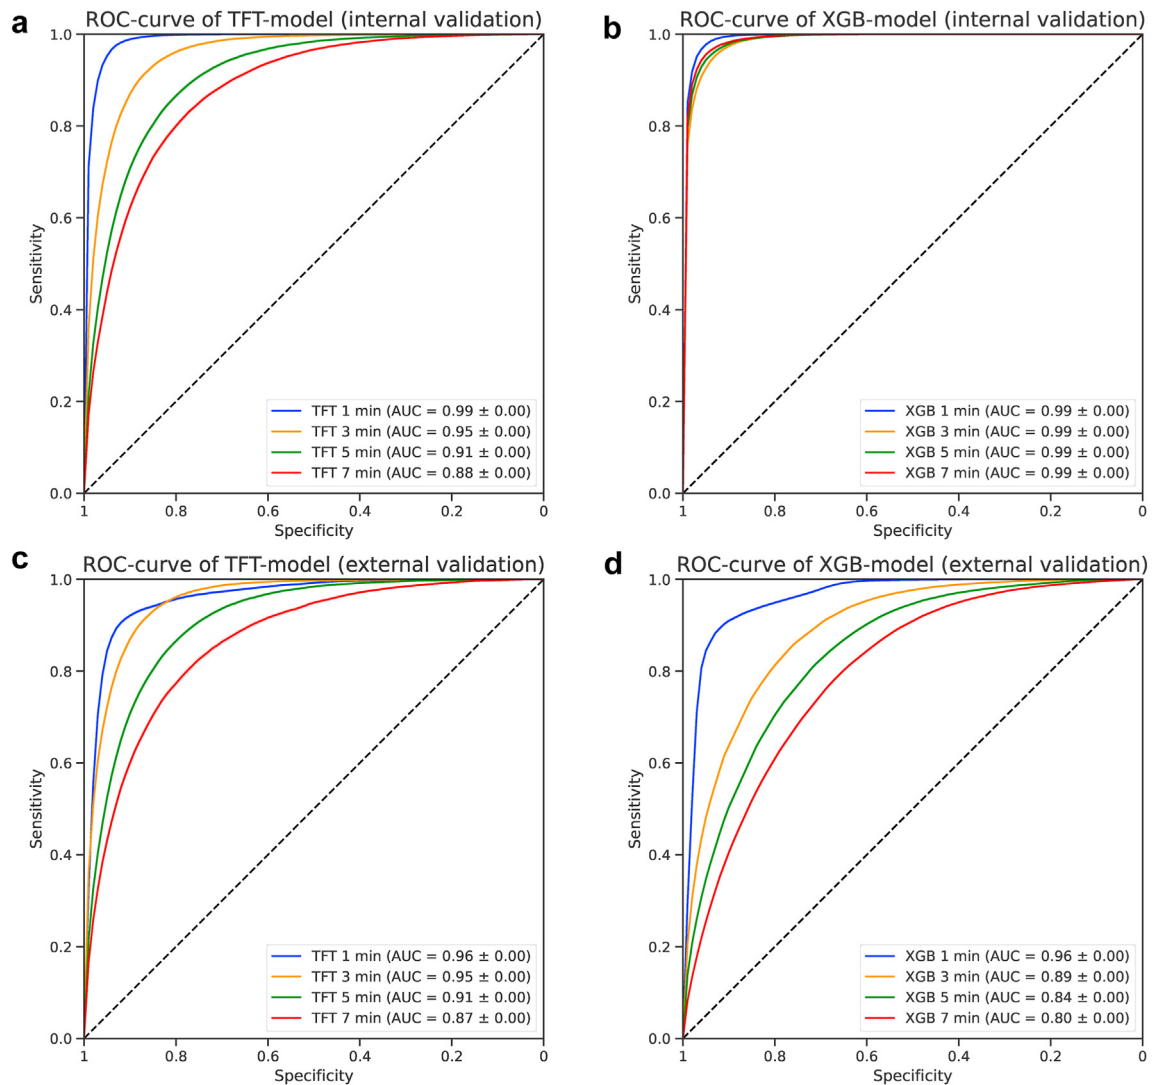 a
ROC-curve of TFT-model (internal validation)
1.0
0.8
0.6
0.4
0.2
0.0
Sensitivity
1
0.8
0.6
0.4
0.2
0
Specificity
TFT 1 min (AUC = 0.99 ± 0.00)
TFT 3 min (AUC = 0.95 ± 0.00)
TFT 5 min (AUC = 0.91 ± 0.00)
TFT 7 min (AUC = 0.88 ± 0.00)
b
ROC-curve of XGB-model (internal validation)
1.0
0.8
0.6
0.4
0.2
0.0
Sensitivity
1
0.8
0.6
0.4
0.2
0
Specificity
XGB 1 min (AUC = 0.99 ± 0.00)
XGB 3 min (AUC = 0.99 ± 0.00)
XGB 5 min (AUC = 0.99 ± 0.00)
XGB 7 min (AUC = 0.99 ± 0.00)
c
ROC-curve of TFT-model (external validation)
1.0
0.8
0.6
0.4
0.2
0.0
Sensitivity
1
0.8
0.6
0.4
0.2
0
Specificity
TFT 1 min (AUC = 0.96 ± 0.00)
TFT 3 min (AUC = 0.95 ± 0.00)
TFT 5 min (AUC = 0.91 ± 0.00)
TFT 7 min (AUC = 0.87 ± 0.00)
d
ROC-curve of XGB-model (external validation)
1.0
0.8
0.6
0.4
0.2
0.0
Sensitivity
1
0.8
0.6
0.4
0.2
0
Specificity
XGB 1 min (AUC = 0.96 ± 0.00)
XGB 3 min (AUC = 0.89 ± 0.00)
XGB 5 min (AUC = 0.84 ± 0.00)
XGB 7 min (AUC = 0.80 ± 0.00)